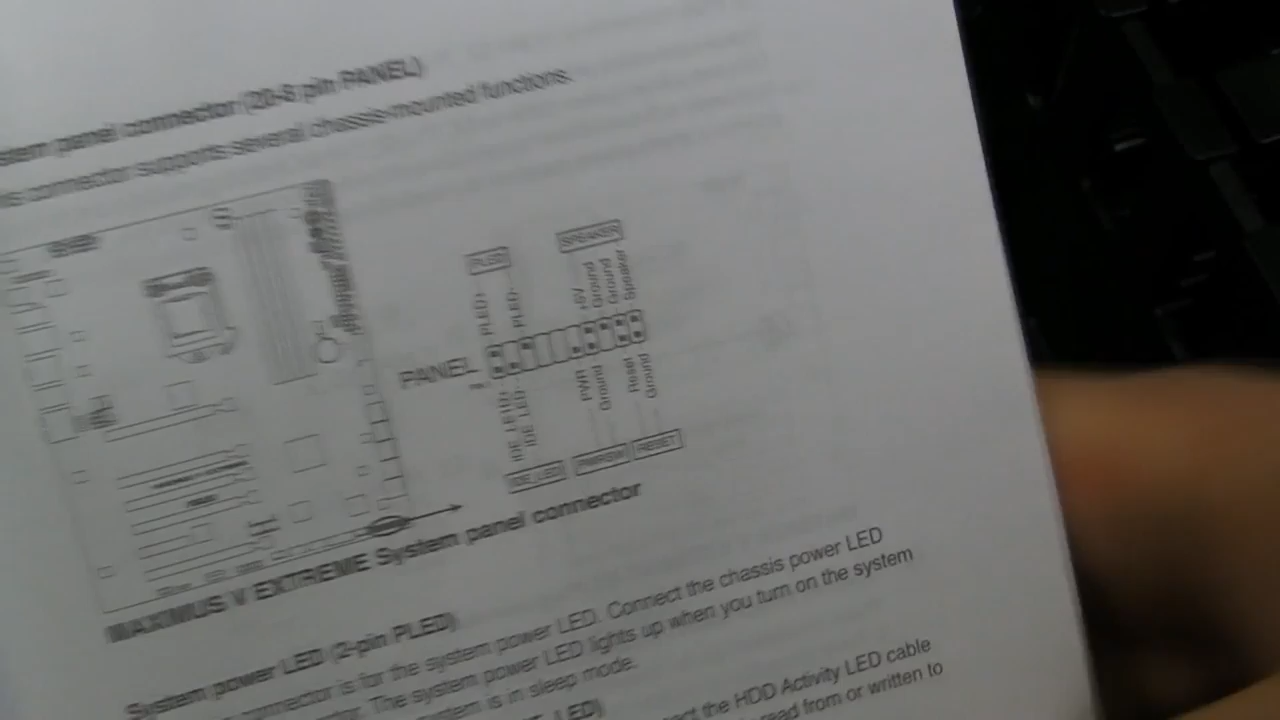 stem panel connector (20-8 pin PANEL)
is connector supports several chassis-mounted functions.
PLED
SPEAKER
PLED+
PLED-
+5V
Ground
Ground
Speaker
PANEL
IDE_LED+
IDE_LED-
PWR
Ground
Reset
Ground
IDE_LED
PWRSW
RESET
MAXIMUS V EXTREME System panel connector
System power LED (2-pin PLED)
connector is for the system power LED. Connect the chassis power LED
The system power LED lights up when you turn on the system
system is in sleep mode.
LED)
the HDD Activity LED cable
read from or written to